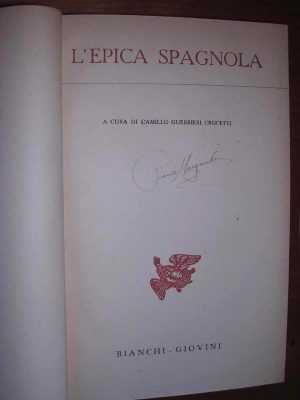 L'EPICA SPAGNOLA
A CURA DI CAMILLO GUERRIERI CROCETTI
BIANCHI - GIOVINI